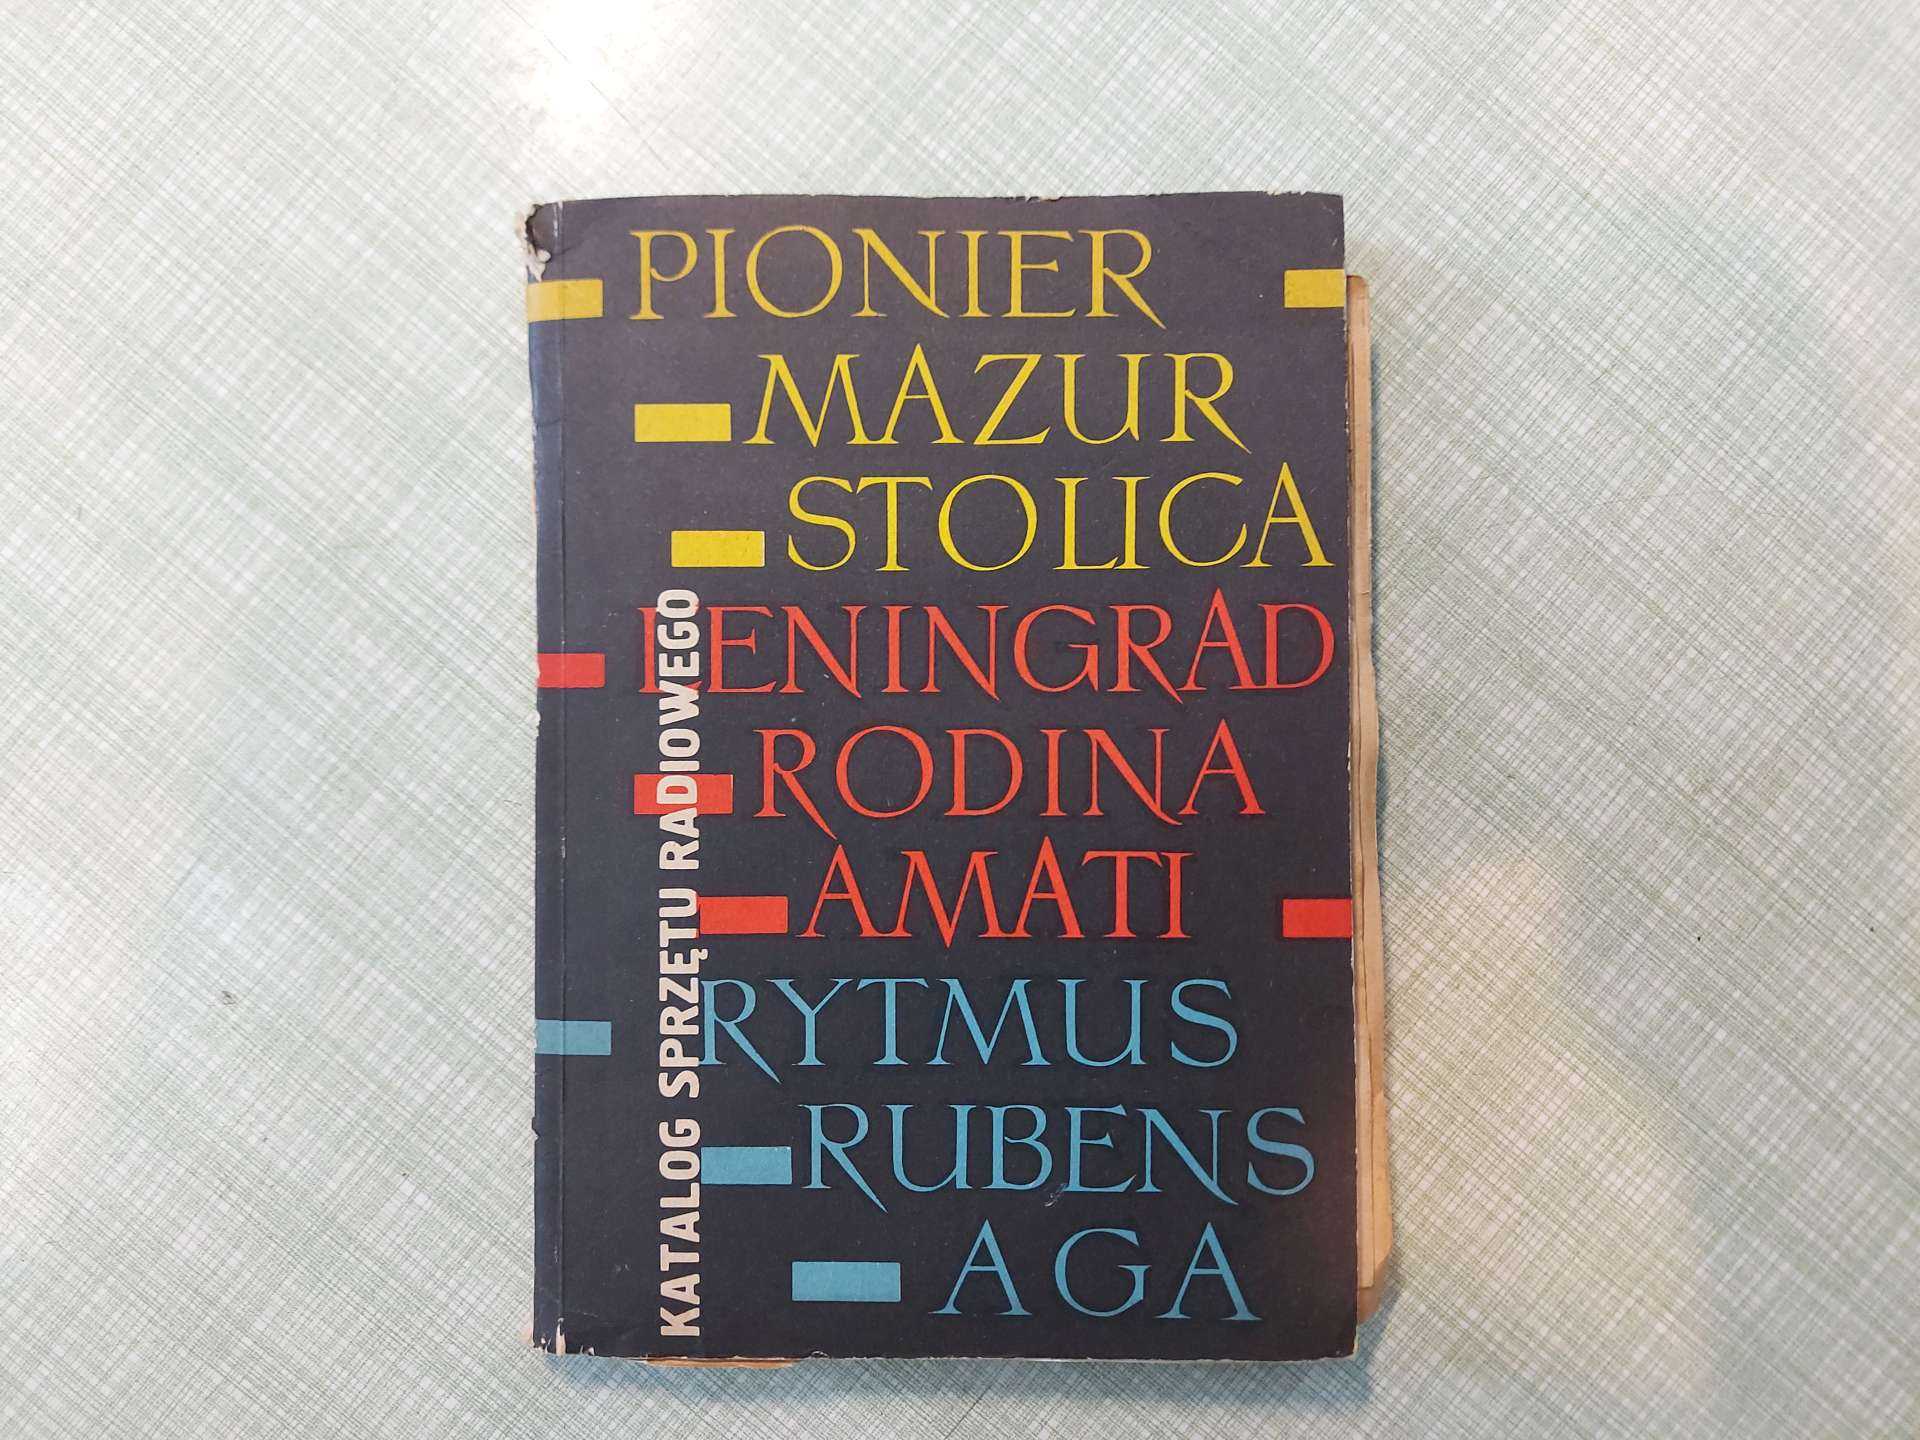 PIONIER
MAZUR
STOLICA
LENINGRAD
RODINA
AMATI
RYTMUS
RUBENS
AGA
KATALOG SPRZĘTU RADIOWEGO